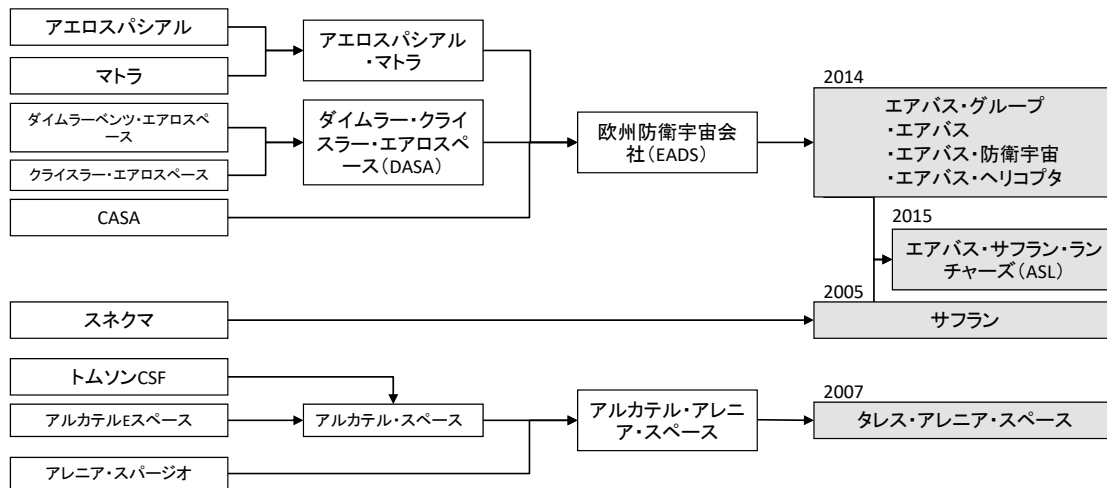 アエロスパシアル
マトラ
アエロスパシアル
・マトラ
ダイムラーベンツ・エアロスペ
ース
クライスラー・エアロスペース
ダイムラー・クライ
スラー・エアロスペ
ース(DASA)
CASA
欧州防衛宇宙会
社(EADS)
2014
エアバス・グループ
・エアバス
・エアバス・防衛宇宙
・エアバス・ヘリコプタ
2015
エアバス・サフラン・ラン
チャーズ(ASL)
スネクマ
2005
サフラン
トムソンCSF
アルカテルEスペース
アルカテル・スペース
アレニア・スパージオ
アルカテル・アレニ
ア・スペース
2007
タレス・アレニア・スペース